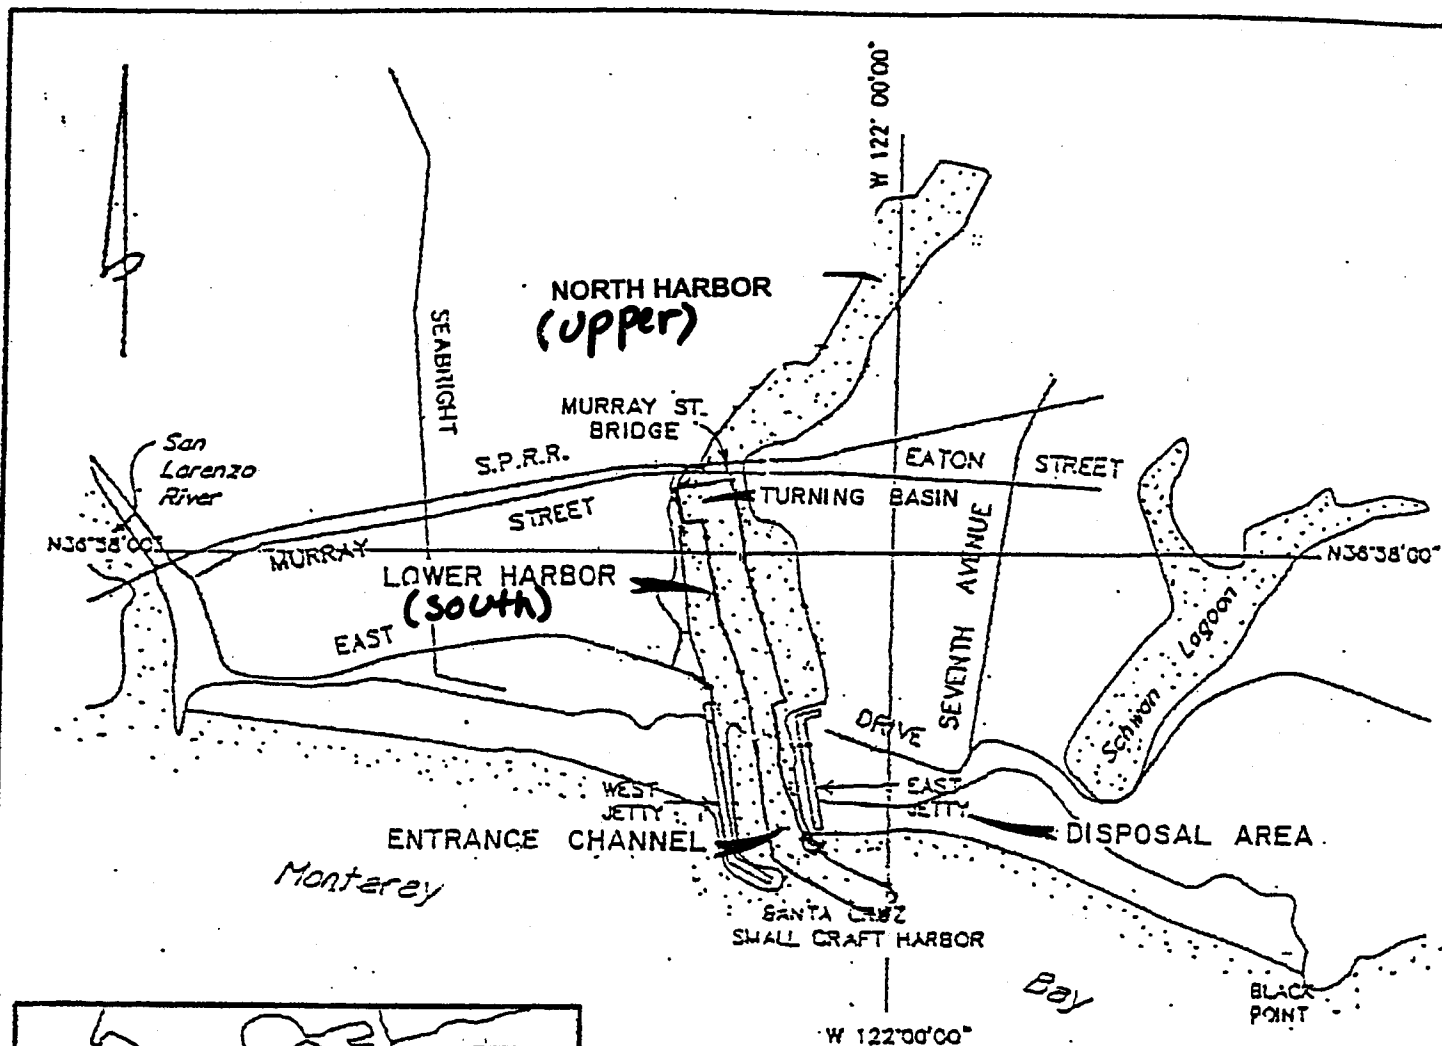 W 122° 00'00"
NORTH HARBOR
(upper)
SEABRIGHT
MURRAY ST.
BRIDGE
San
Lorenzo
River
S.P.R.R.
EATON STREET
TURNING BASIN
MURRAY STREET
N36°58'00"
N36°58'00"
LOWER HARBOR
(south)
SEVENTH AVENUE
EAST
DRIVE
Schwan Lagoon
WEST
JETTY
EAST
JETTY
ENTRANCE CHANNEL
DISPOSAL AREA
Monterey
SANTA CRUZ
SMALL CRAFT HARBOR
Bay
BLACK
POINT
W 122°00'00"